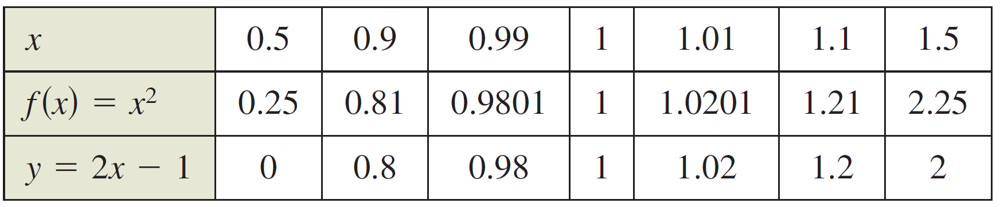 x 0.5 0.9 0.99 1 1.01 1.1 1.5
f(x) = x² 0.25 0.81 0.9801 1 1.0201 1.21 2.25
y = 2x − 1 0 0.8 0.98 1 1.02 1.2 2